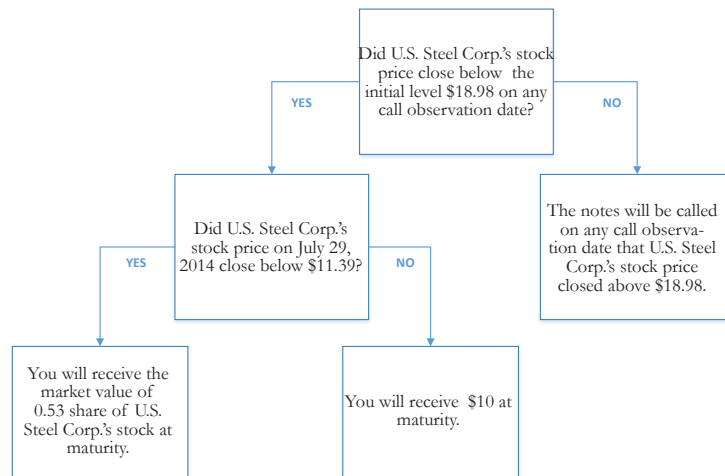 Did U.S. Steel Corp.'s stock
price close below the
initial level $18.98 on any
call observation date?
YES
NO
Did U.S. Steel Corp.'s
stock price on July 29,
2014 close below $11.39?
The notes will be called
on any call observa-
tion date that U.S. Steel
Corp.'s stock price
closed above $18.98.
YES
NO
You will receive the
market value of
0.53 share of U.S.
Steel Corp.'s stock at
maturity.
You will receive $10 at
maturity.